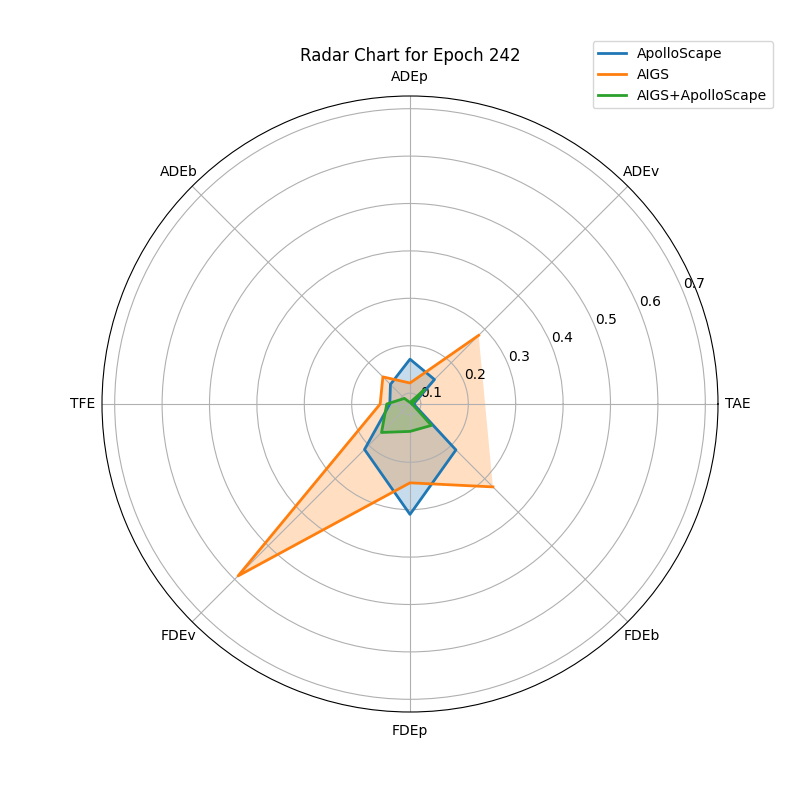 Radar Chart for Epoch 242
ApolloScape
AIGS
AIGS+ApolloScape
ADEp
ADEb
ADEv
0.7
0.6
0.5
0.4
0.3
0.2
0.1
TFE
TAE
FDEv
FDEb
FDEp